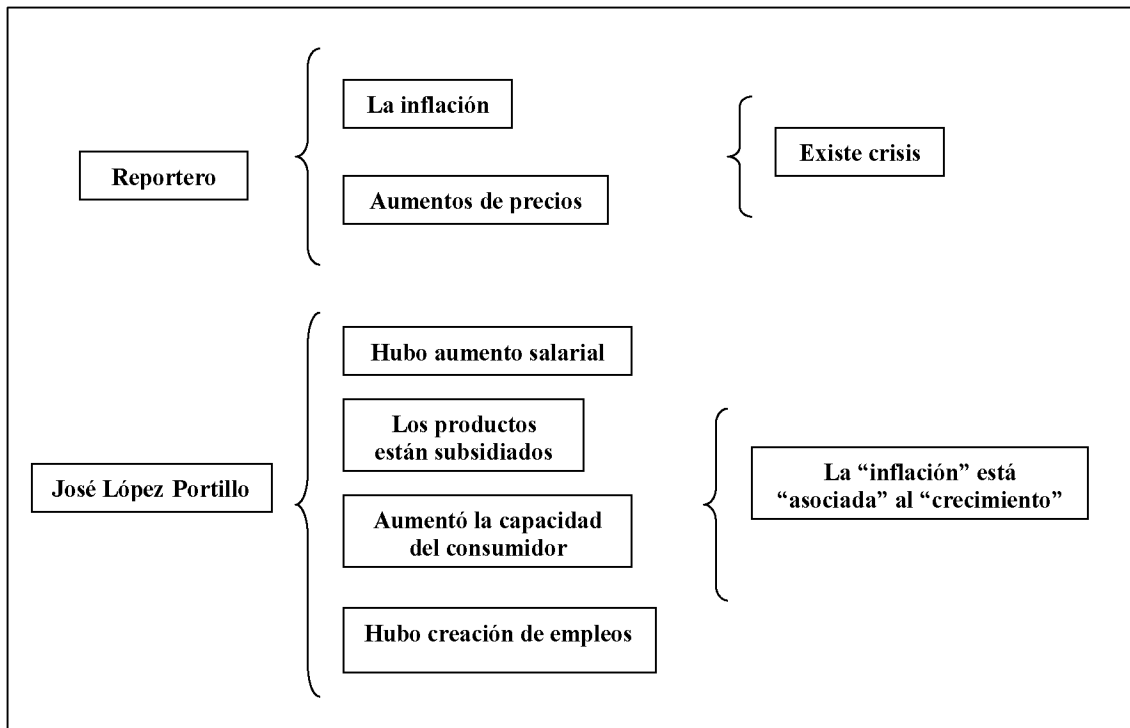 Reportero
La inflación
Aumentos de precios
Existe crisis
José López Portillo
Hubo aumento salarial
Los productos
están subsidiados
Aumentó la capacidad
del consumidor
Hubo creación de empleos
La “inflación” está
“asociada” al “crecimiento”